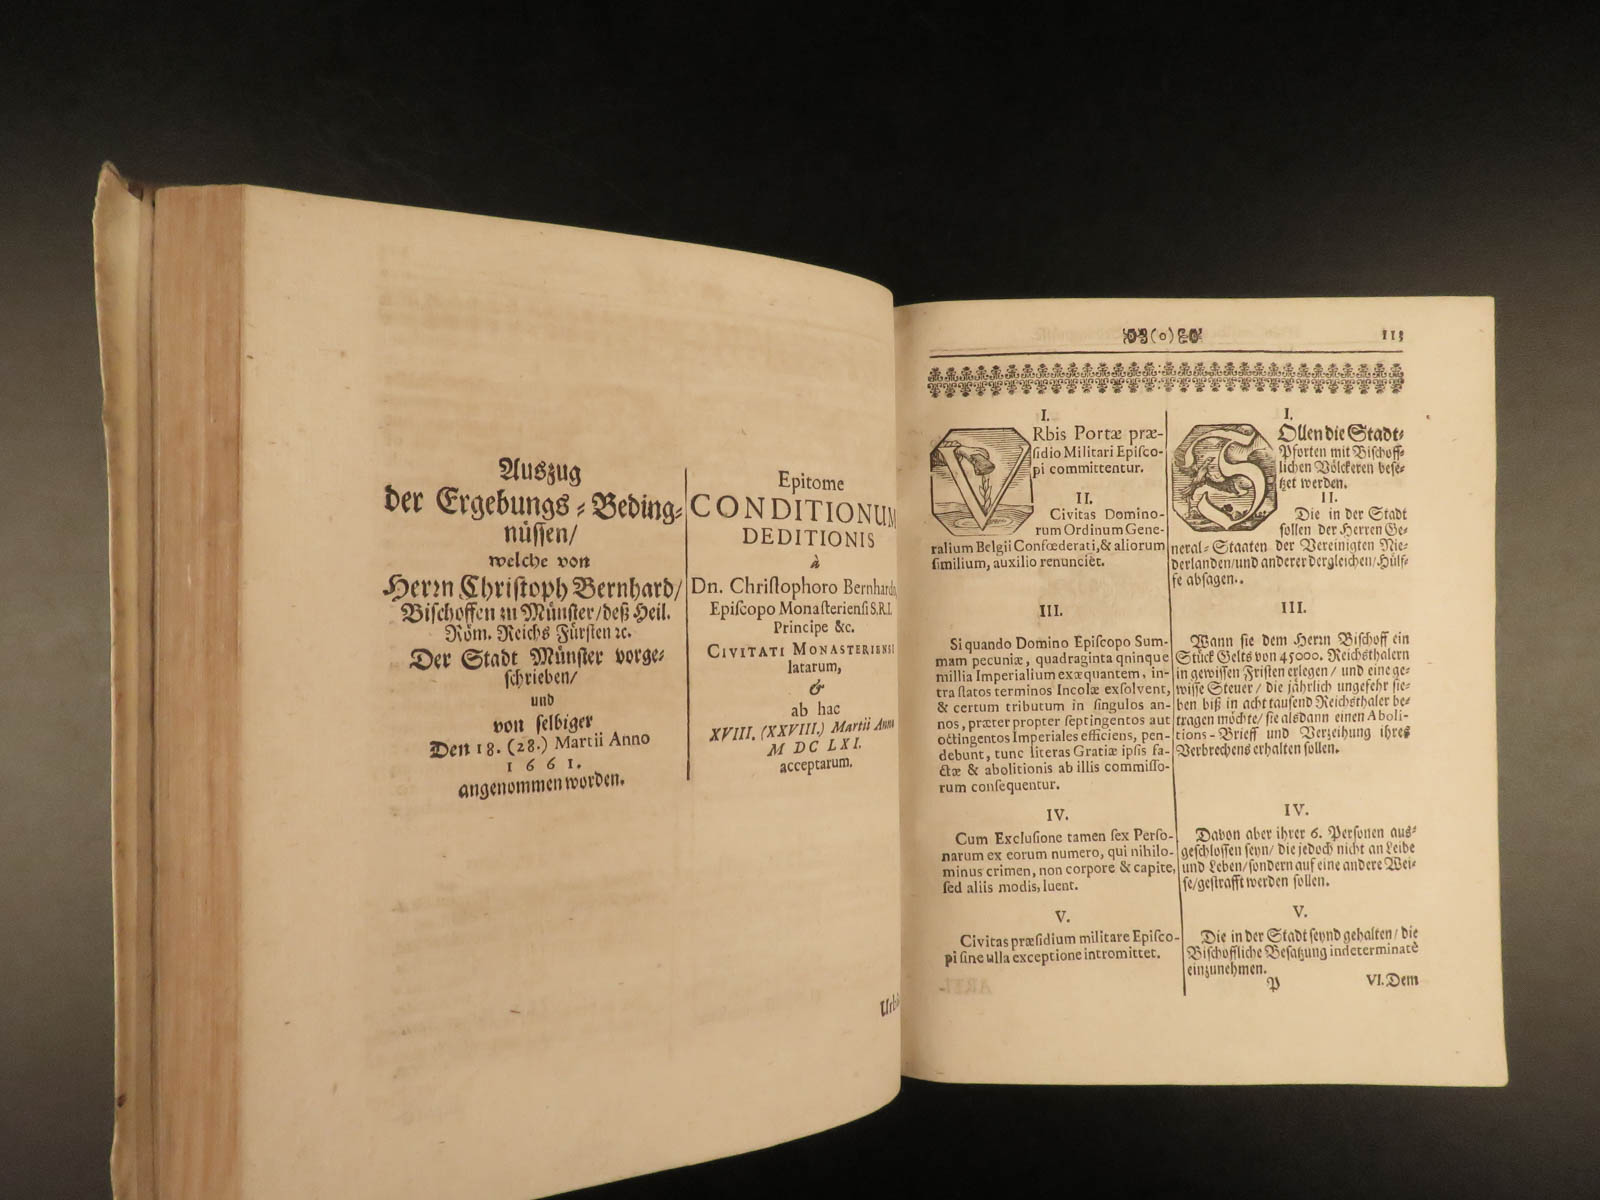 Auszug
der Ergebungs-Beding-
nüssen/
welche von
Herrn Christoph Bernhard/
Bischoffen zu Münster/deß Heil.
Röm. Reichs Fürsten ꝛc.
Der Stadt Münster vorge-
schrieben/
und
von selbiger
Den 18. (28.) Martii Anno
1661.
angenommen worden.
Epitome
CONDITIONUM
DEDITIONIS
à
Dn. Christophoro Bernhardo,
Episcopo Monasteriensi S.R.I.
Principe &c.
CIVITATI MONASTERIENSI
latarum,
&
ab hac
XVIII. (XXVIII.) Martii Anno
MDCLXI.
acceptarum.
(o) 113
I.
VRbis Portæ præ-
sidio Militari Episco-
pi committentur.
II.
Civitas Domino-
rum Ordinum Gene-
ralium Belgii Confœderati, & aliorum
similium, auxilio renunciet.
III.
Si quando Domino Episcopo Sum-
mam pecuniæ, quadraginta qninque
millia Imperialium exæquantem, in-
tra statos terminos Incolæ exsolvent,
& certum tributum in singulos an-
nos, præter propter septingentos aut
octingentos Imperiales efficiens, pen-
debunt, tunc literas Gratiæ ipsis fa-
ctæ & abolitionis ab illis commisso-
rum consequentur.
IV.
Cum Exclusione tamen sex Perso-
narum ex eorum numero, qui nihilo-
minus crimen, non corpore & capite,
sed aliis modis, luent.
V.
Civitas præsidium militare Episco-
pi sine ulla exceptione intromittet.
I.
SOllen die Stadt-
Pforten mit Bischoff-
lichen Völckeren bese-
tzet werden.
II.
Die in der Stadt
sollen der Herren Ge-
neral-Staaten der Vereinigten Nie-
derlanden/und anderer dergleichen/Hülf-
fe absagen..
III.
Wann sie dem Herrn Bischoff ein
Stück Gelts von 45000. Reichsthalern
in gewissen Fristen erlegen/ und eine ge-
wisse Steuer/ die jährlich ungefehr sie-
ben biß in acht tausend Reichsthaler be-
tragen möchte/ sie alsdann einen Aboli-
tions-Brieff und Verzeihung ihres
Verbrechens erhalten sollen.
IV.
Davon aber ihrer 6. Personen aus-
geschlossen seyn/ die jedoch nicht an Leibe
und Leben/sondern auf eine andere Wei-
se/gestrafft werden sollen.
V.
Die in der Stadt seynd gehalten/ die
Bischoffliche Besatzung indeterminatè
einzunehmen.
P VI. Dem